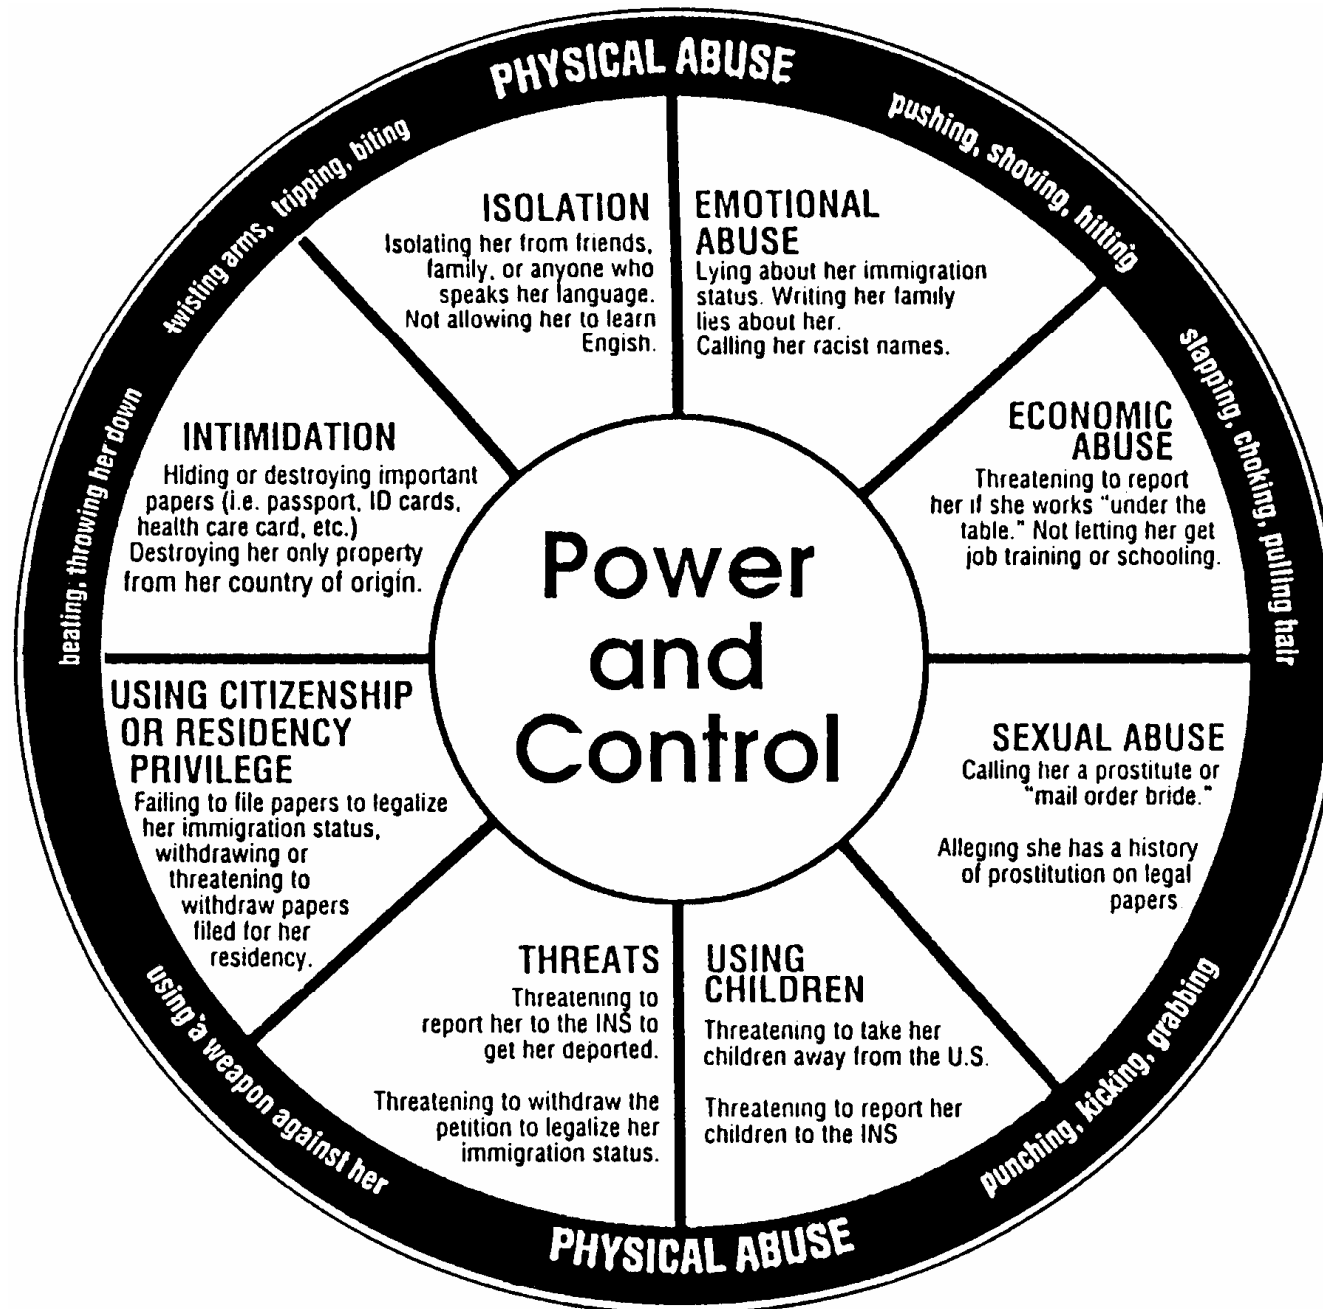 PHYSICAL ABUSE
pushing, shoving, hitting
slapping, choking, pulling hair
punching, kicking, grabbing
PHYSICAL ABUSE
using a weapon against her
beating, throwing her down
twisting arms, tripping, biting
ISOLATION
Isolating her from friends,
family, or anyone who
speaks her language.
Not allowing her to learn
Engish.
EMOTIONAL
ABUSE
Lying about her immigration
status. Writing her family
lies about her.
Calling her racist names.
ECONOMIC
ABUSE
Threatening to report
her if she works "under the
table." Not letting her get
job training or schooling.
SEXUAL ABUSE
Calling her a prostitute or
"mail order bride."
Alleging she has a history
of prostitution on legal
papers
USING
CHILDREN
Threatening to take her
children away from the U.S.
Threatening to report her
children to the INS
THREATS
Threatening to
report her to the INS to
get her deported.
Threatening to withdraw the
petition to legalize her
immigration status.
USING CITIZENSHIP
OR RESIDENCY
PRIVILEGE
Failing to file papers to legalize
her immigration status,
withdrawing or
threatening to
withdraw papers
filed for her
residency.
INTIMIDATION
Hiding or destroying important
papers (i.e. passport, ID cards,
health care card, etc.)
Destroying her only property
from her country of origin.
Power
and
Control